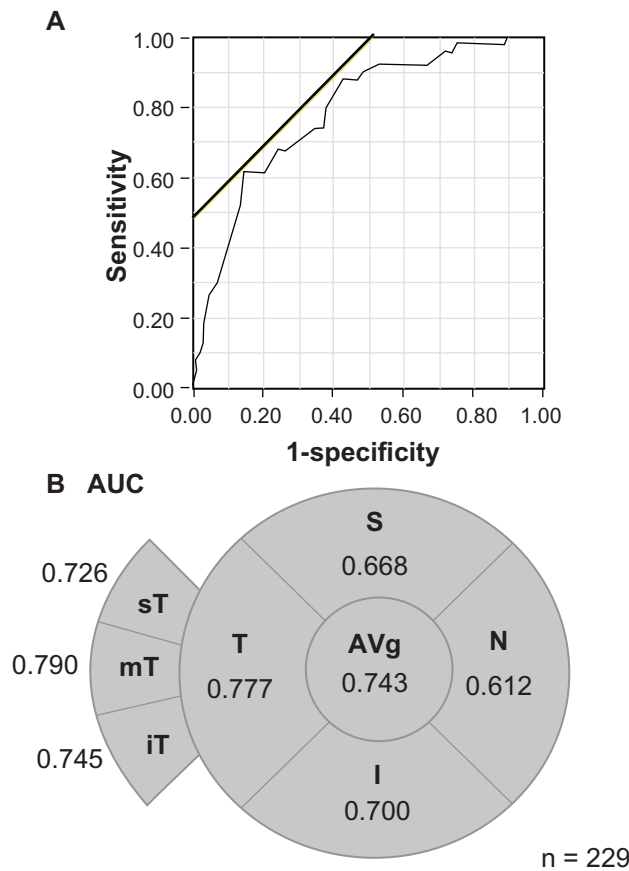 A
1.00
0.80
0.60
0.40
0.20
0.00
Sensitivity
0.00 0.20 0.40 0.60 0.80 1.00
1-specificity
B AUC
S
0.668
0.726
sT
T
0.777
AVg
0.743
N
0.612
0.790
mT
0.745
iT
I
0.700
n = 229